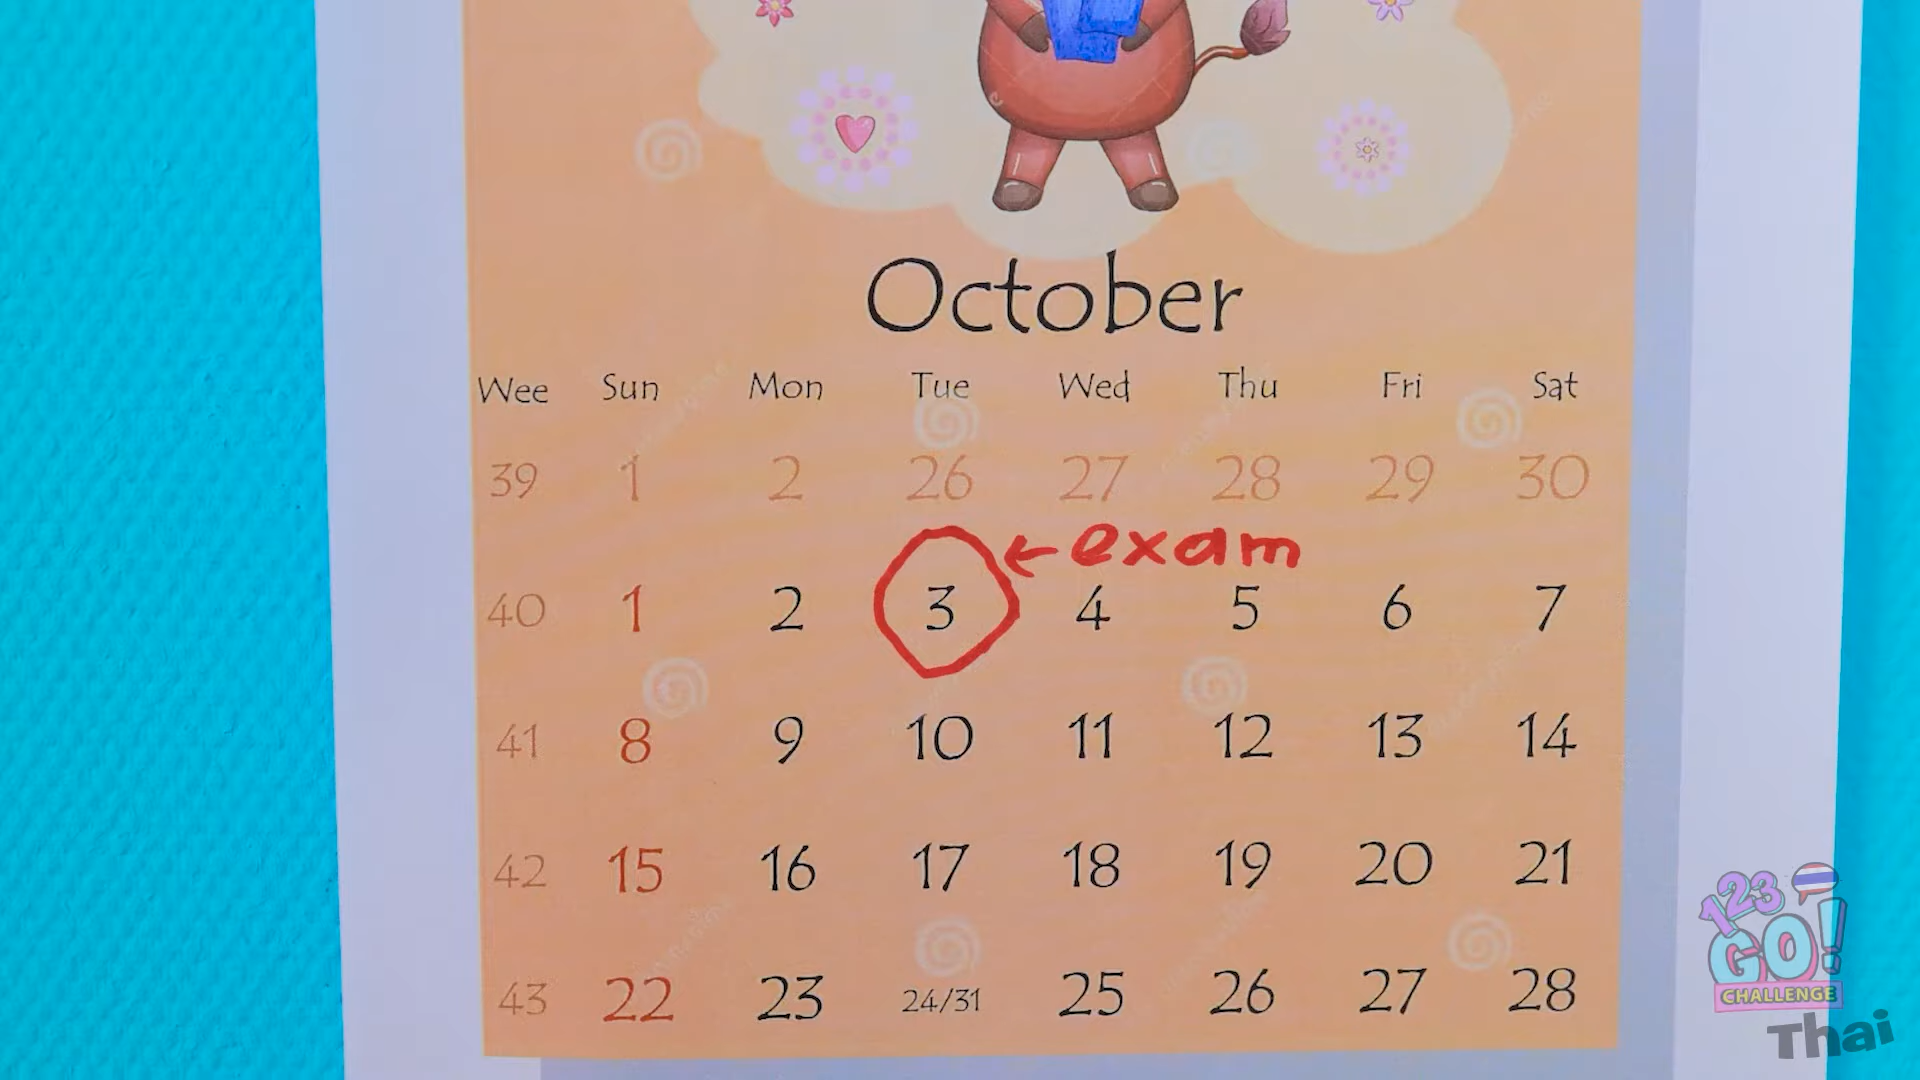 October
Wee Sun Mon Tue Wed Thu Fri Sat
39 1 2 26 27 28 29 30
← exam
40 1 2 3 4 5 6 7
41 8 9 10 11 12 13 14
42 15 16 17 18 19 20 21
43 22 23 24/31 25 26 27 28
123
GO!
CHALLENGE
Thai